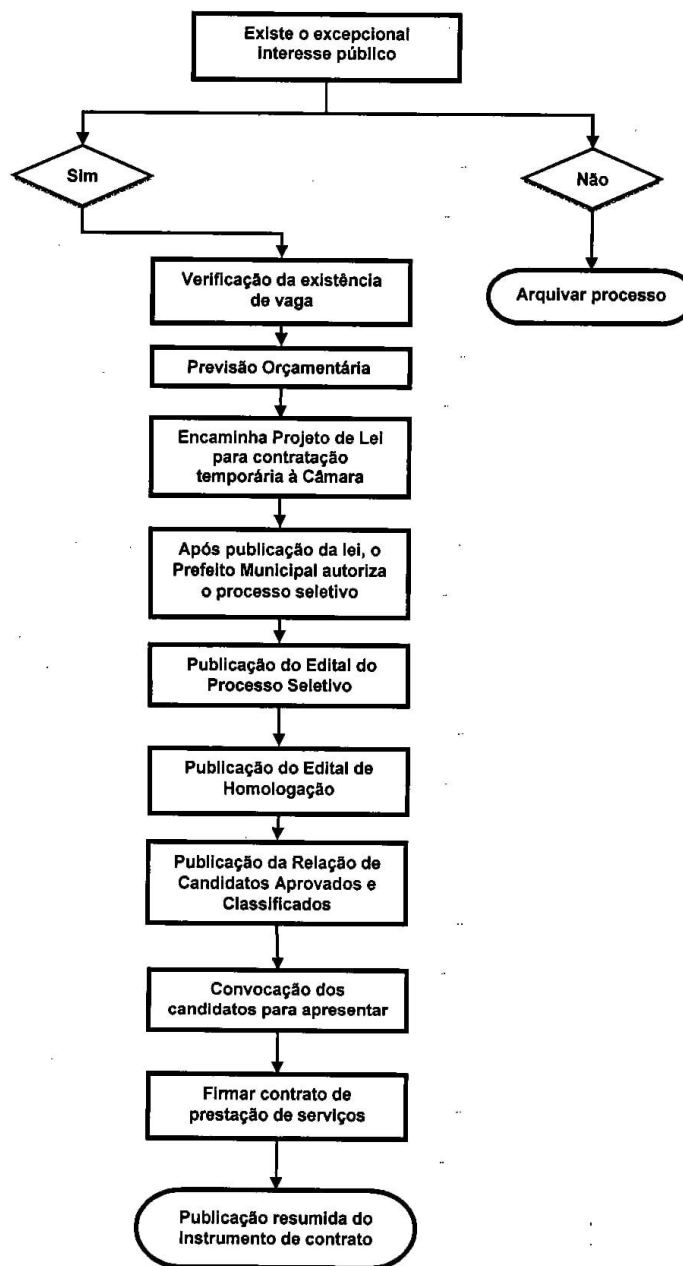 Existe o excepcional
interesse público
Sim
Não
Verificação da existência
de vaga
Arquivar processo
Previsão Orçamentária
Encaminha Projeto de Lei
para contratação
temporária à Câmara
Após publicação da lei, o
Prefeito Municipal autoriza
o processo seletivo
Publicação do Edital do
Processo Seletivo
Publicação do Edital de
Homologação
Publicação da Relação de
Candidatos Aprovados e
Classificados
Convocação dos
candidatos para apresentar
Firmar contrato de
prestação de serviços
Publicação resumida do
Instrumento de contrato